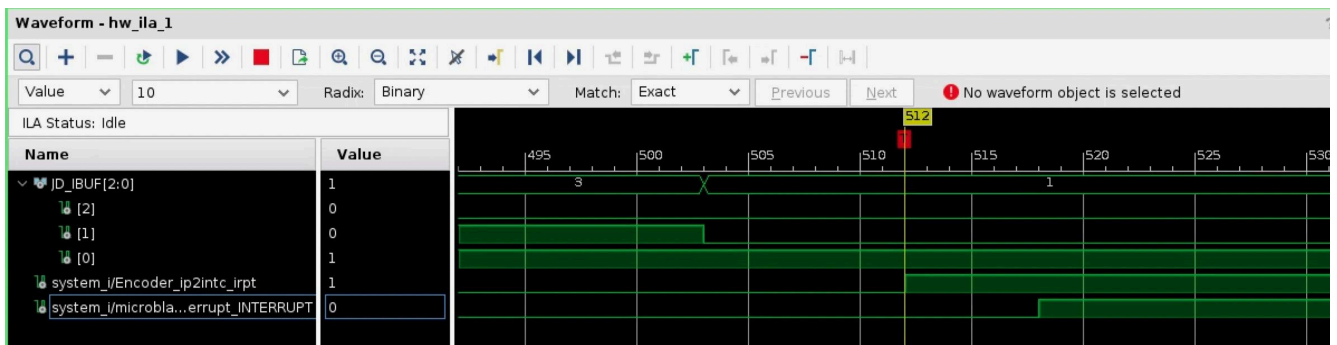 Waveform - hw_ila_1
Value 10 Radix: Binary Match: Exact Previous Next No waveform object is selected
ILA Status: Idle
512
Name Value 495 500 505 510 515 520 525 530
JD_IBUF[2:0] 1 3 1
[2] 0
[1] 0
[0] 1
system_i/Encoder_ip2intc_irpt 1
system_i/microbla...errupt_INTERRUPT 0